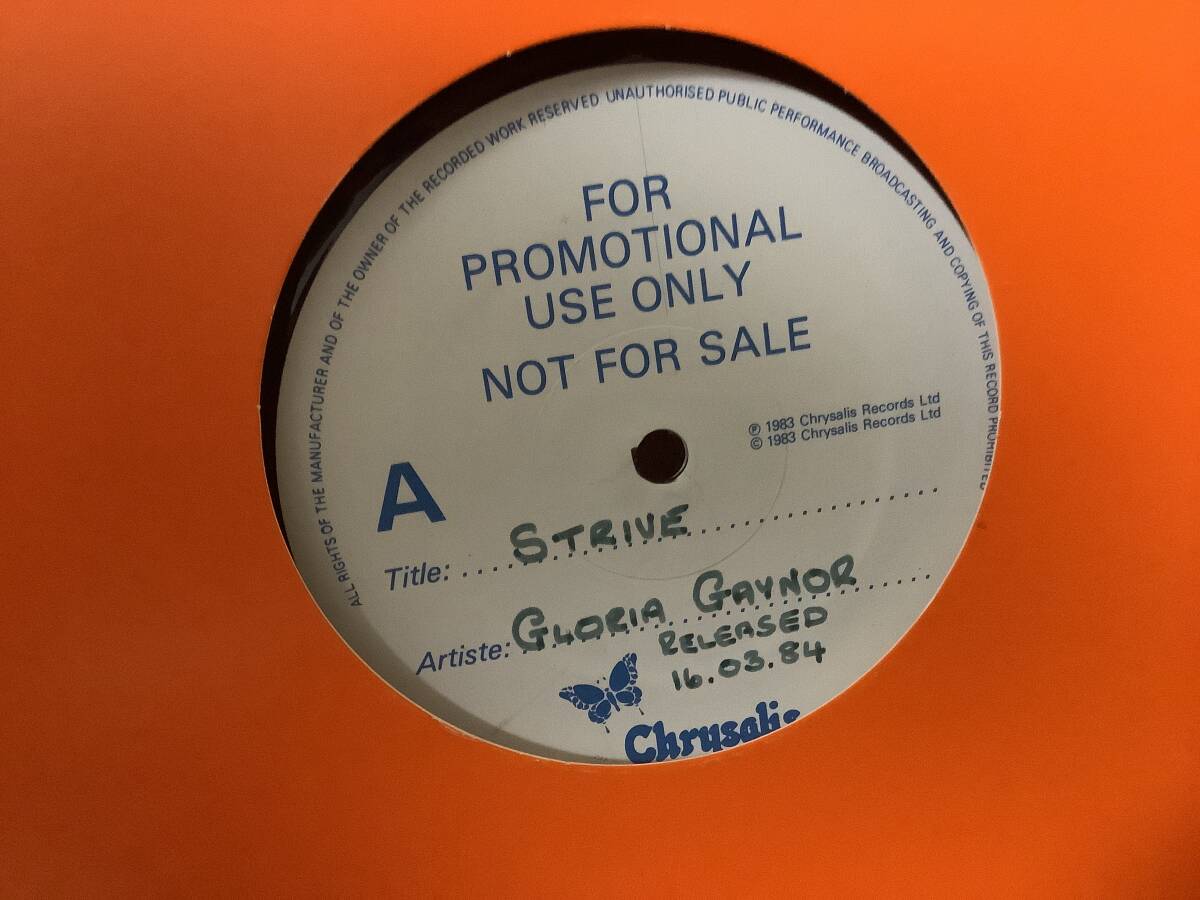 ALL RIGHTS OF THE MANUFACTURER AND OF THE OWNER OF THE RECORDED WORK RESERVED UNAUTHORISED PUBLIC PERFORMANCE BROADCASTING AND COPYING OF THIS RECORD PROHIBITED
FOR
PROMOTIONAL
USE ONLY
NOT FOR SALE
℗ 1983 Chrysalis Records Ltd
© 1983 Chrysalis Records Ltd
A
Title: STRIVE
Artiste: GLORIA GAYNOR
RELEASED
16.03.84
Chrysalis